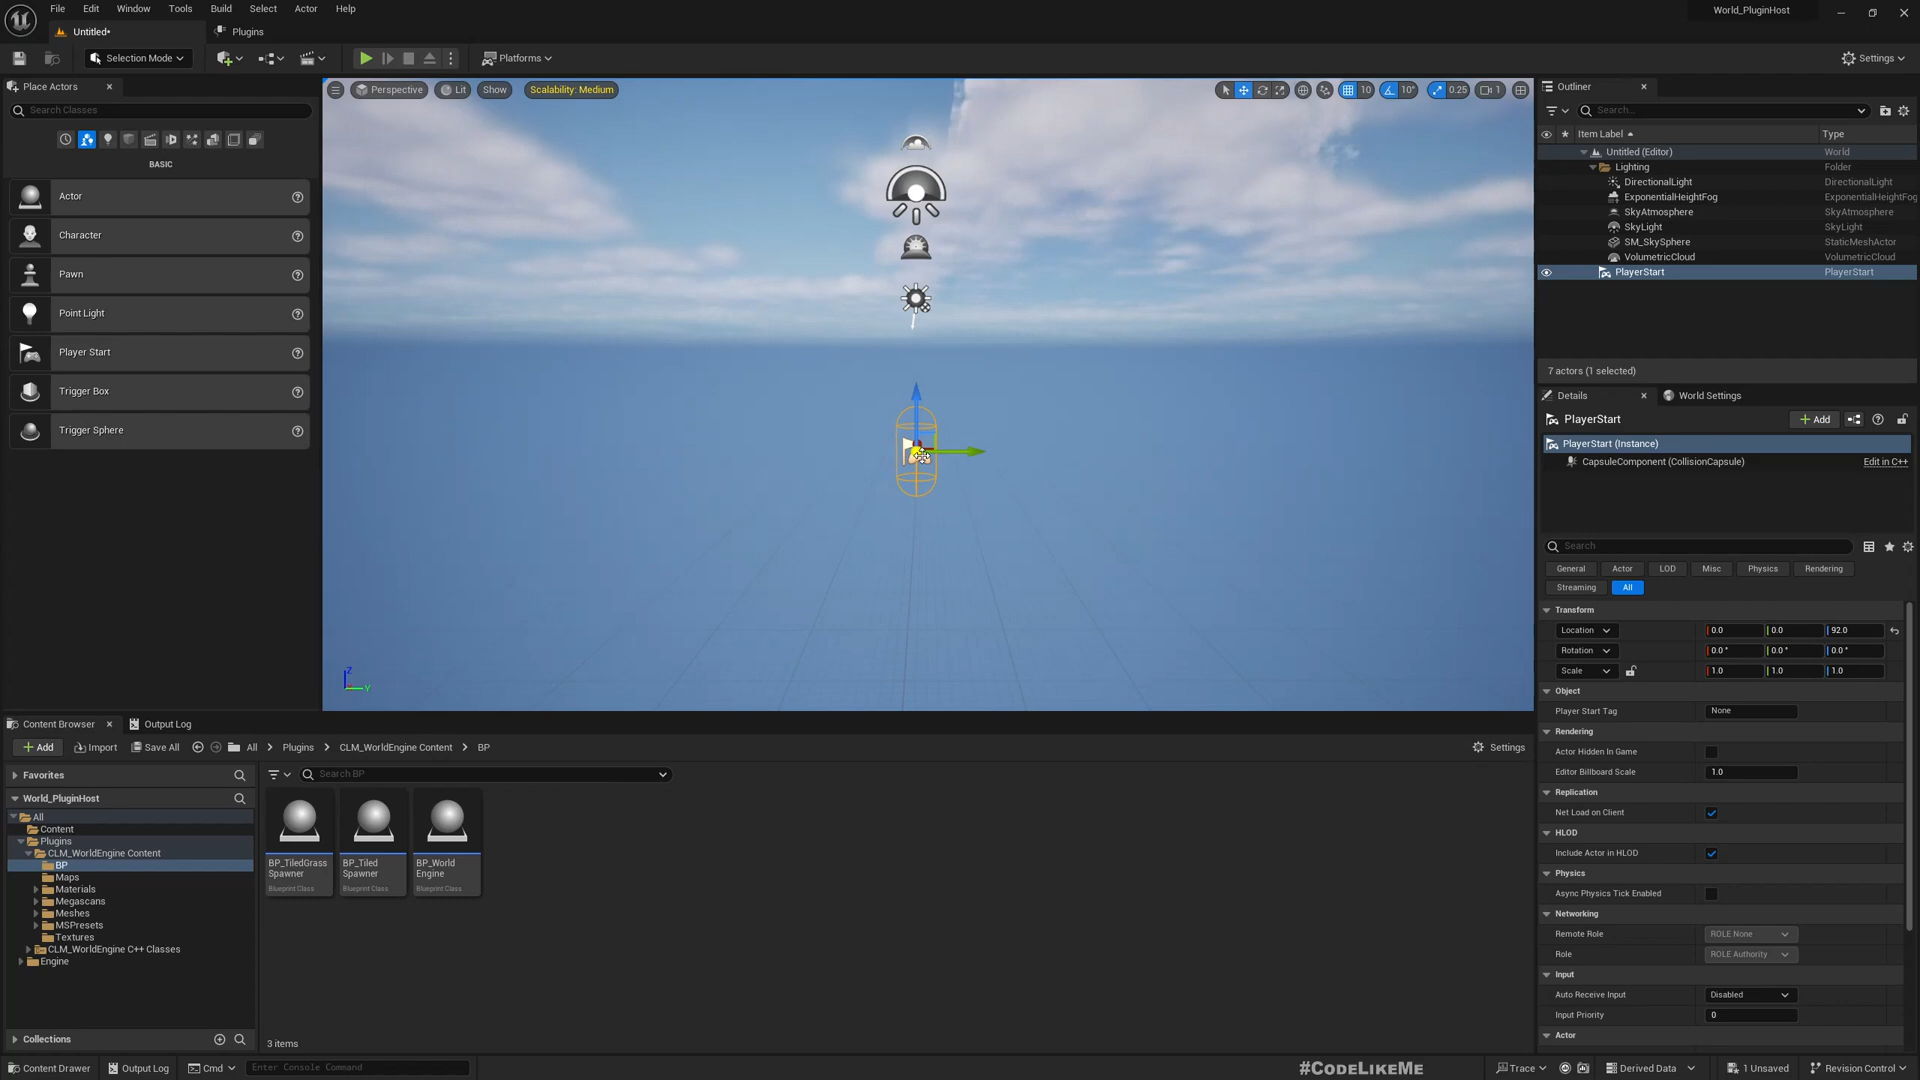 File Edit Window Tools Build Select Actor Help
World_PluginHost
Untitled*
Plugins
Selection Mode
Platforms
Settings
Place Actors
Search Classes
BASIC
Actor
Character
Pawn
Point Light
Player Start
Trigger Box
Trigger Sphere
Perspective
Lit
Show
Scalability: Medium
10
10°
0.25
1
Z
Y
Outliner
Search...
Item Label
Type
Untitled (Editor) World
Lighting Folder
DirectionalLight DirectionalLight
ExponentialHeightFog ExponentialHeightFog
SkyAtmosphere SkyAtmosphere
SkyLight SkyLight
SM_SkySphere StaticMeshActor
VolumetricCloud VolumetricCloud
PlayerStart PlayerStart
7 actors (1 selected)
Details
World Settings
PlayerStart
Add
PlayerStart (Instance)
CapsuleComponent (CollisionCapsule) Edit in C++
Search
General Actor LOD Misc Physics Rendering
Streaming All
Transform
Location 0.0 0.0 92.0
Rotation 0.0° 0.0° 0.0°
Scale 1.0 1.0 1.0
Object
Player Start Tag None
Rendering
Actor Hidden In Game
Editor Billboard Scale 1.0
Replication
Net Load on Client
HLOD
Include Actor in HLOD
Physics
Async Physics Tick Enabled
Networking
Remote Role ROLE None
Role ROLE Authority
Input
Auto Receive Input Disabled
Input Priority 0
Actor
Content Browser
Output Log
Add
Import
Save All
All
Plugins
CLM_WorldEngine Content
BP
Settings
Favorites
World_PluginHost
All
Content
Plugins
CLM_WorldEngine Content
BP
Maps
Materials
Megascans
Meshes
MSPresets
Textures
CLM_WorldEngine C++ Classes
Engine
Collections
Search BP
BP_TiledGrass
Spawner
Blueprint Class
BP_Tiled
Spawner
Blueprint Class
BP_World
Engine
Blueprint Class
3 items
Content Drawer
Output Log
Cmd
Enter Console Command
#CODELIKEME
Trace
Derived Data
1 Unsaved
Revision Control